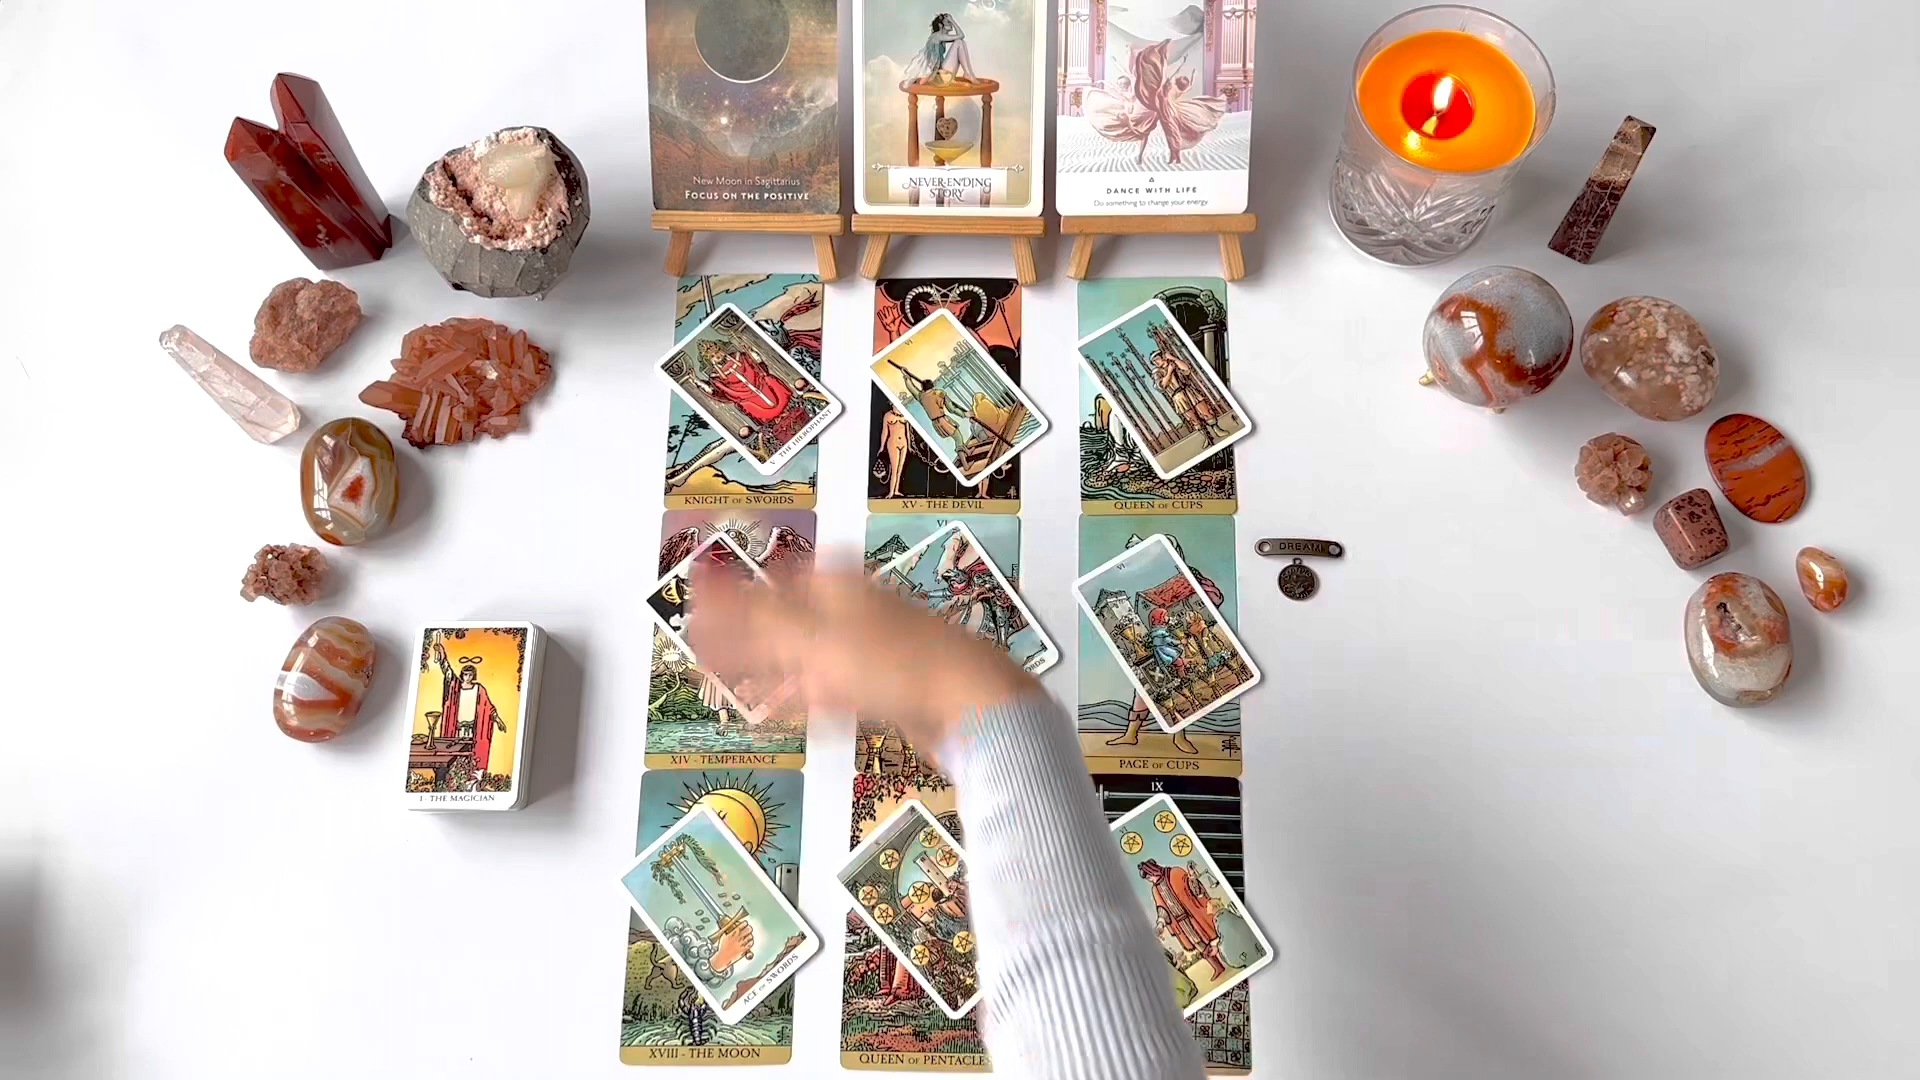 New Moon in Sagittarius
FOCUS ON THE POSITIVE
NEVER-ENDING
STORY
DANCE WITH LIFE
Do something to change your energy
V - THE HIEROPHANT
KNIGHT OF SWORDS
VI
XV - THE DEVIL
QUEEN OF CUPS
VI
ORDS
VI
DREAM
XIV - TEMPERANCE
PAGE OF CUPS
I - THE MAGICIAN
IX
VI
ACE OF SWORDS
XVIII - THE MOON
QUEEN OF PENTACLES